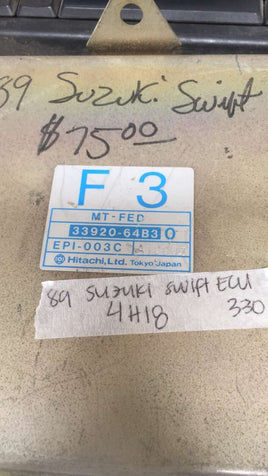 89 Suzuki Swift
$75.00
F 3
MT-FED
33920-64B3 0
EPI-003C A
Hitachi, Ltd. Tokyo Japan
89 SUZUKI SWIFT ECU
4H18 330